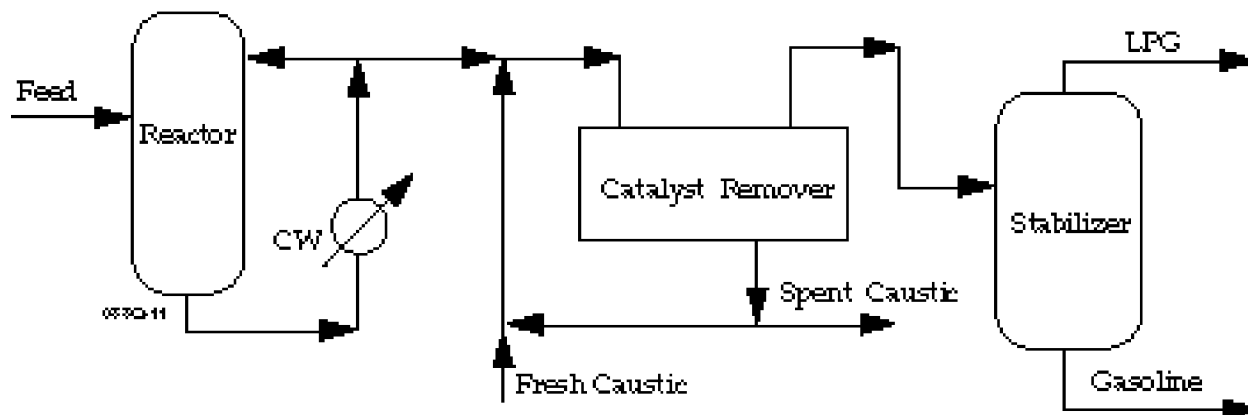 LPG
Feed
Reactor
Catalyst Remover
CW
Stabilizer
Spent Caustic
Fresh Caustic
Gasoline